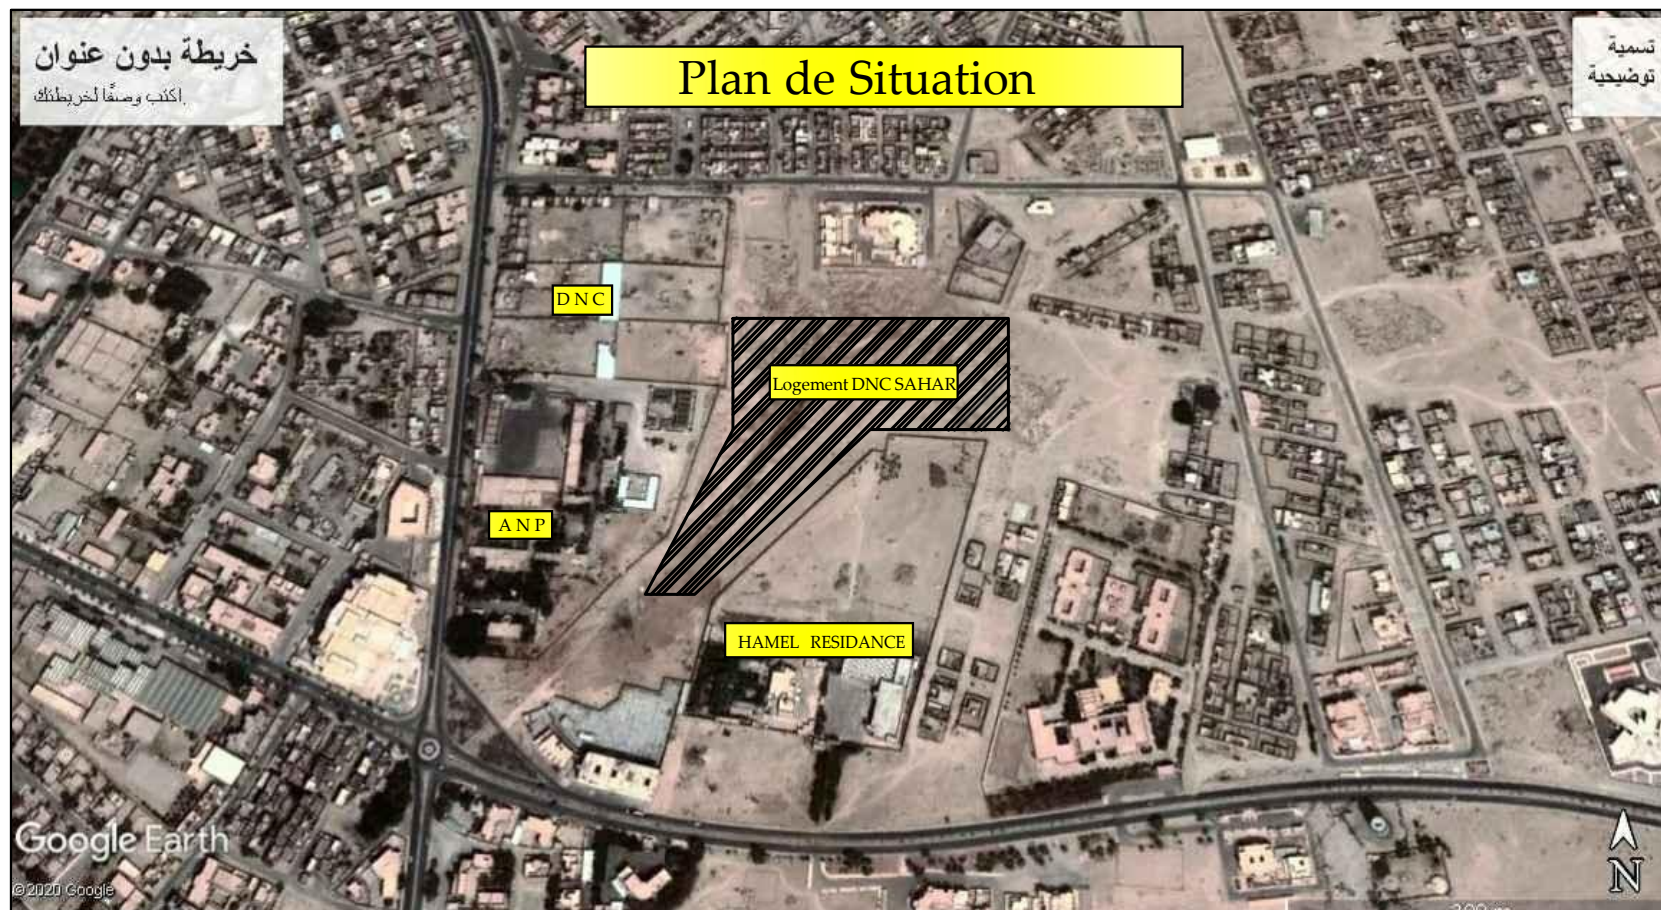 خريطة بدون عنوان
اكتب وصفًا لخريطتك.
Plan de Situation
تسمية
توضيحية
D N C
Logement DNC SAHAR
A N P
HAMEL RESIDANCE
Google Earth
© 2020 Google
N